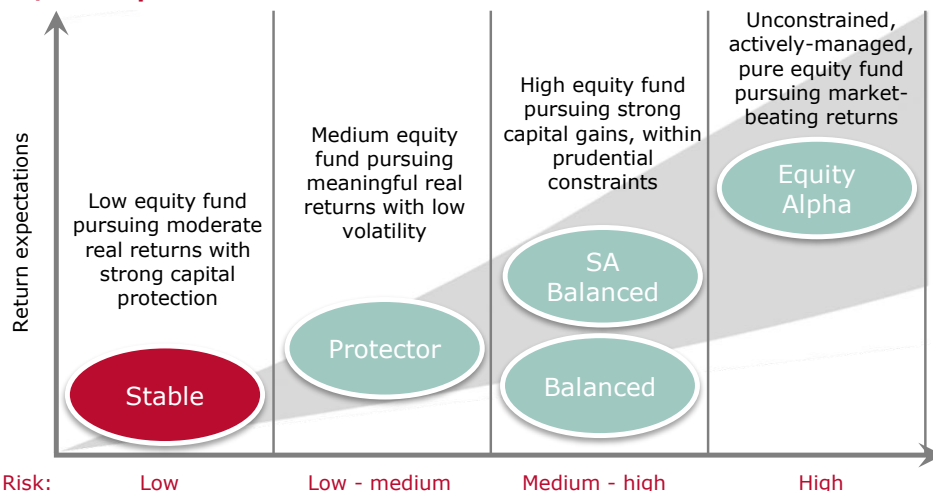 Return expectations
Low equity fund
pursuing moderate
real returns with
strong capital
protection
Stable
Medium equity
fund pursuing
meaningful real
returns with low
volatility
Protector
High equity fund
pursuing strong
capital gains, within
prudential
constraints
SA
Balanced
Balanced
Unconstrained,
actively-managed,
pure equity fund
pursuing market-
beating returns
Equity
Alpha
Risk:
Low
Low - medium
Medium - high
High